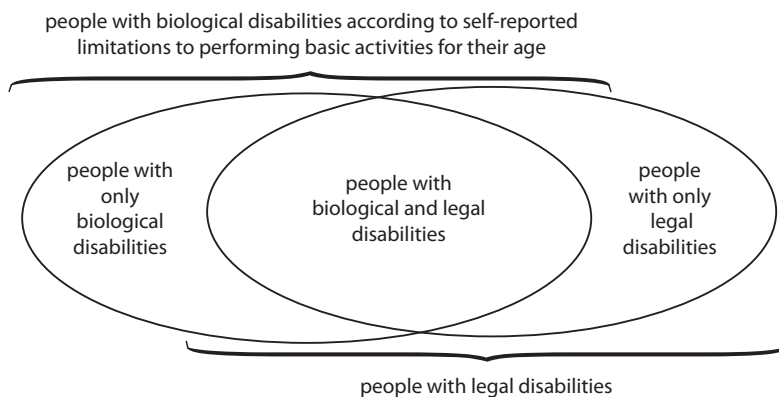 people with biological disabilities according to self-reported
limitations to performing basic activities for their age
people with
only
biological
disabilities
people with
biological and legal
disabilities
people
with only
legal
disabilities
people with legal disabilities